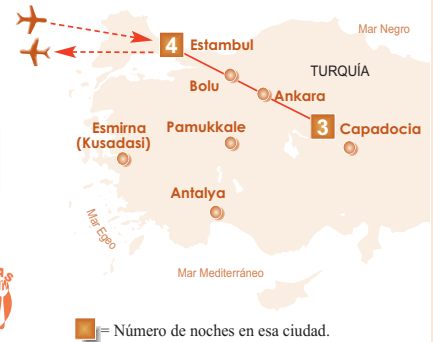 Mar Negro
4 Estambul
TURQUÍA
Bolu
Ankara
3 Capadocia
Esmirna
(Kusadasi)
Pamukkale
Antalya
Mar Egeo
Mar Mediterráneo
= Número de noches en esa ciudad.